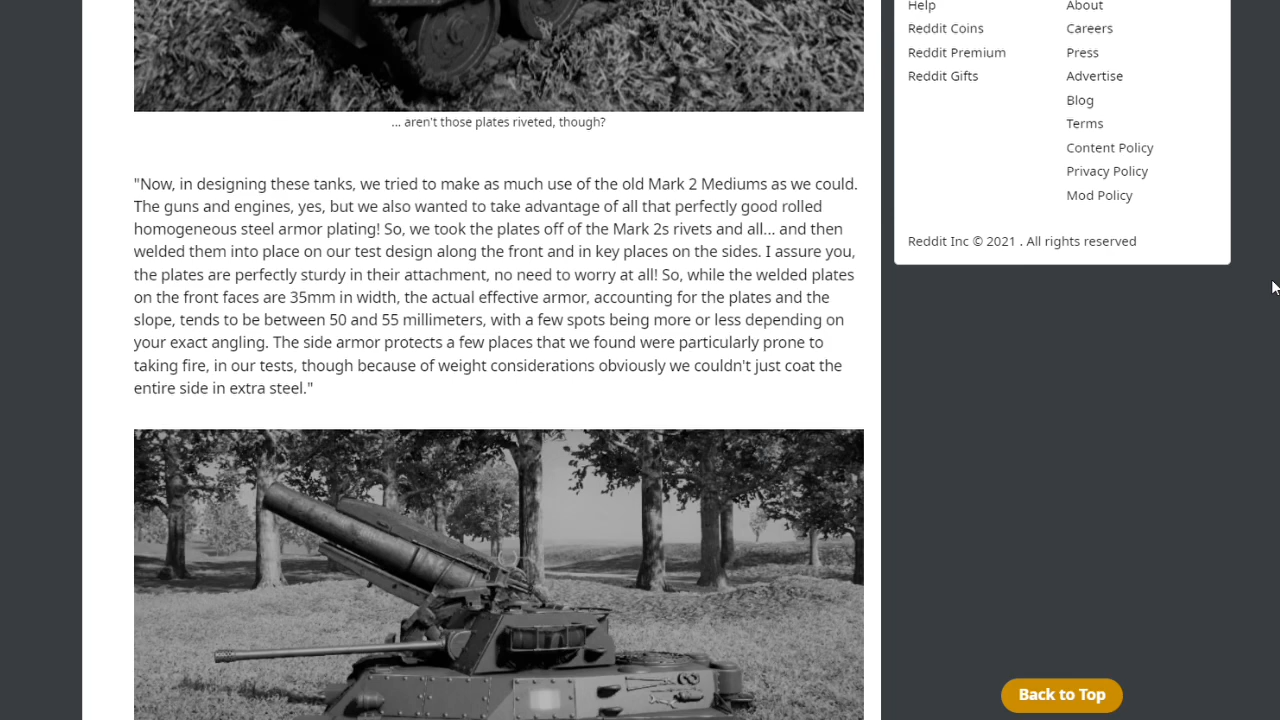 Help
About
Reddit Coins
Careers
Reddit Premium
Press
Reddit Gifts
Advertise
Blog
Terms
Content Policy
Privacy Policy
Mod Policy
Reddit Inc © 2021 . All rights reserved
... aren't those plates riveted, though?
"Now, in designing these tanks, we tried to make as much use of the old Mark 2 Mediums as we could.
The guns and engines, yes, but we also wanted to take advantage of all that perfectly good rolled
homogeneous steel armor plating! So, we took the plates off of the Mark 2s rivets and all... and then
welded them into place on our test design along the front and in key places on the sides. I assure you,
the plates are perfectly sturdy in their attachment, no need to worry at all! So, while the welded plates
on the front faces are 35mm in width, the actual effective armor, accounting for the plates and the
slope, tends to be between 50 and 55 millimeters, with a few spots being more or less depending on
your exact angling. The side armor protects a few places that we found were particularly prone to
taking fire, in our tests, though because of weight considerations obviously we couldn't just coat the
entire side in extra steel."
Back to Top